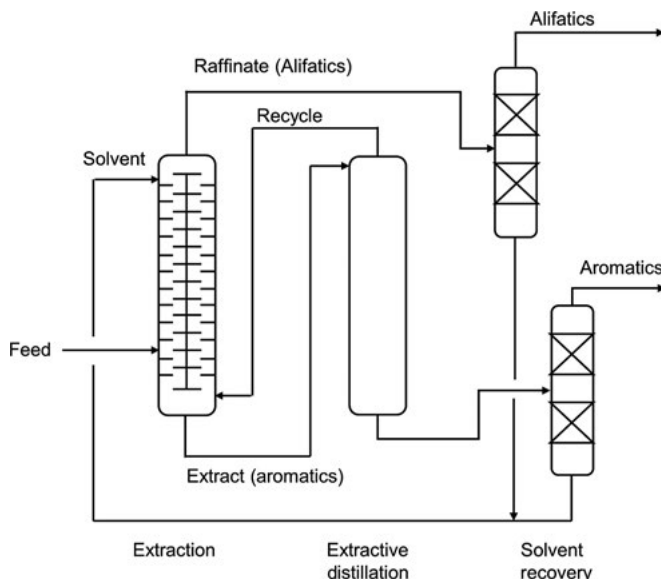 Alifatics
Raffinate (Alifatics)
Recycle
Solvent
Aromatics
Feed
Extract (aromatics)
Extraction
Extractive
distillation
Solvent
recovery